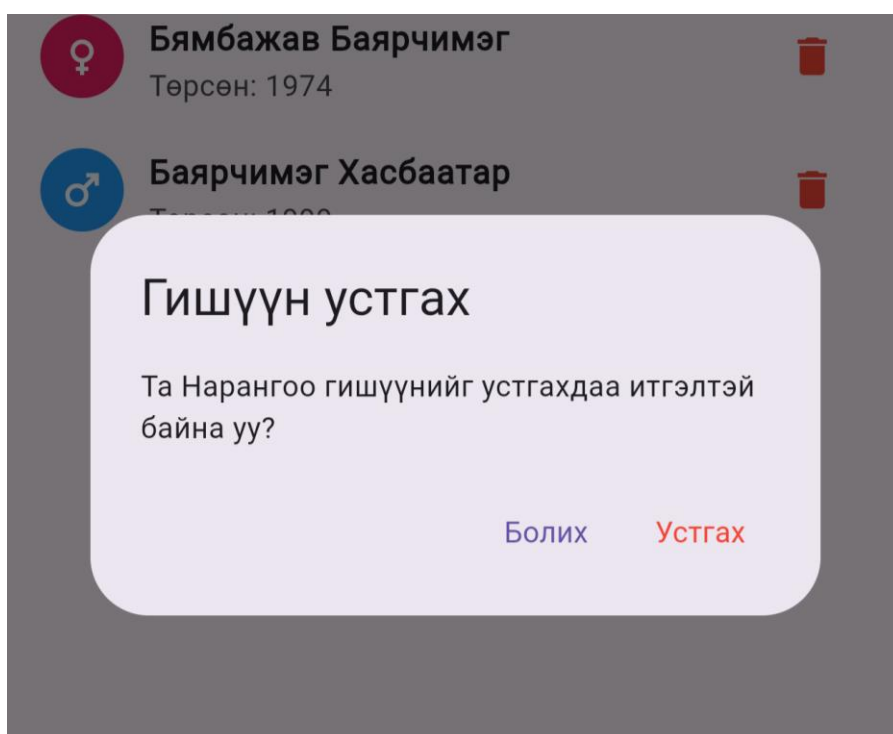 Бямбажав Баярчимэг
Төрсөн: 1974
Баярчимэг Хасбаатар
Гишүүн устгах
Та Нарангоо гишүүнийг устгахдаа итгэлтэй
байна уу?
Болих Устгах